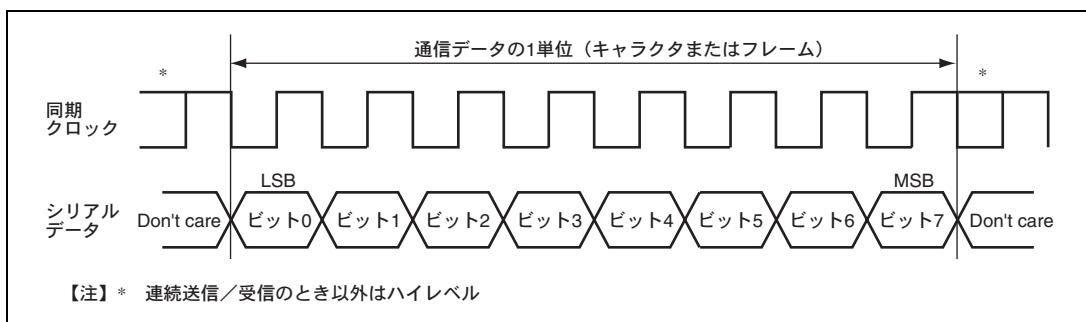 通信データの1単位（キャラクタまたはフレーム）
* *
同期
クロック
LSB MSB
シリアル
データ
Don't care ビット0 ビット1 ビット2 ビット3 ビット4 ビット5 ビット6 ビット7 Don't care
【注】* 連続送信／受信のとき以外はハイレベル